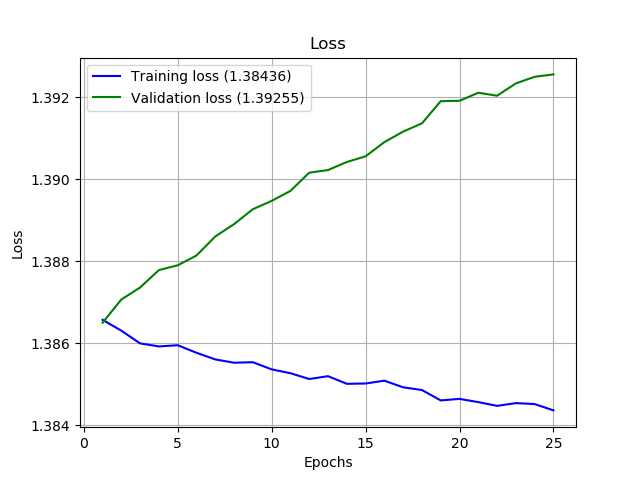 Loss
Training loss (1.38436)
Validation loss (1.39255)
1.392
1.390
1.388
1.386
1.384
Loss
0
5
10
15
20
25
Epochs